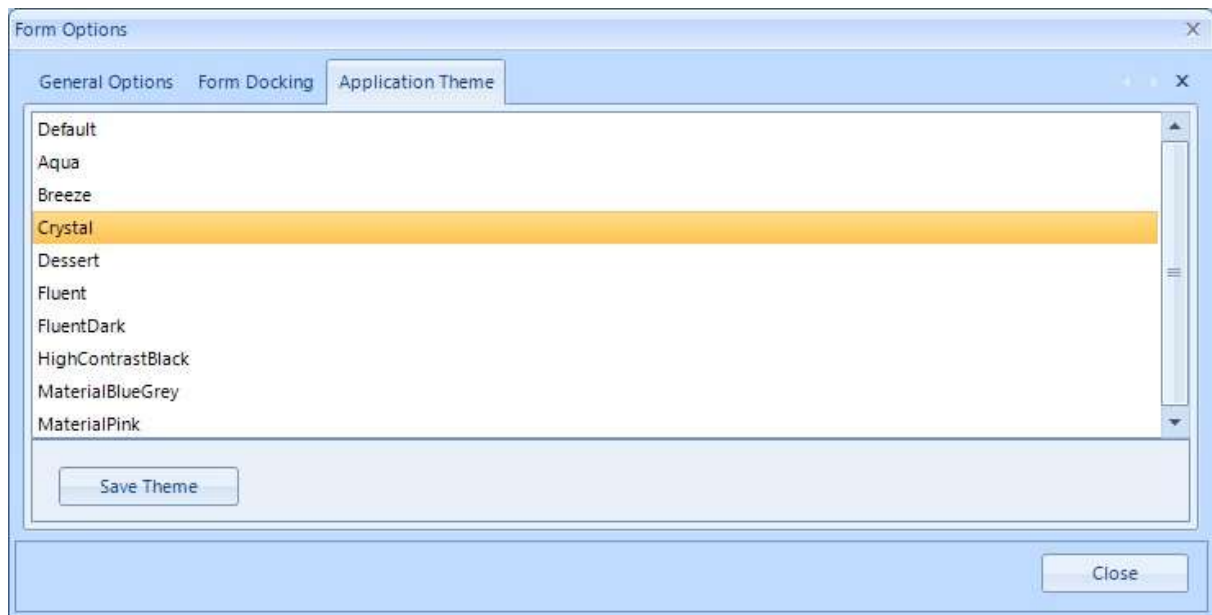 Form Options
General Options Form Docking Application Theme
Default
Aqua
Breeze
Crystal
Dessert
Fluent
FluentDark
HighContrastBlack
MaterialBlueGrey
MaterialPink
Save Theme
Close